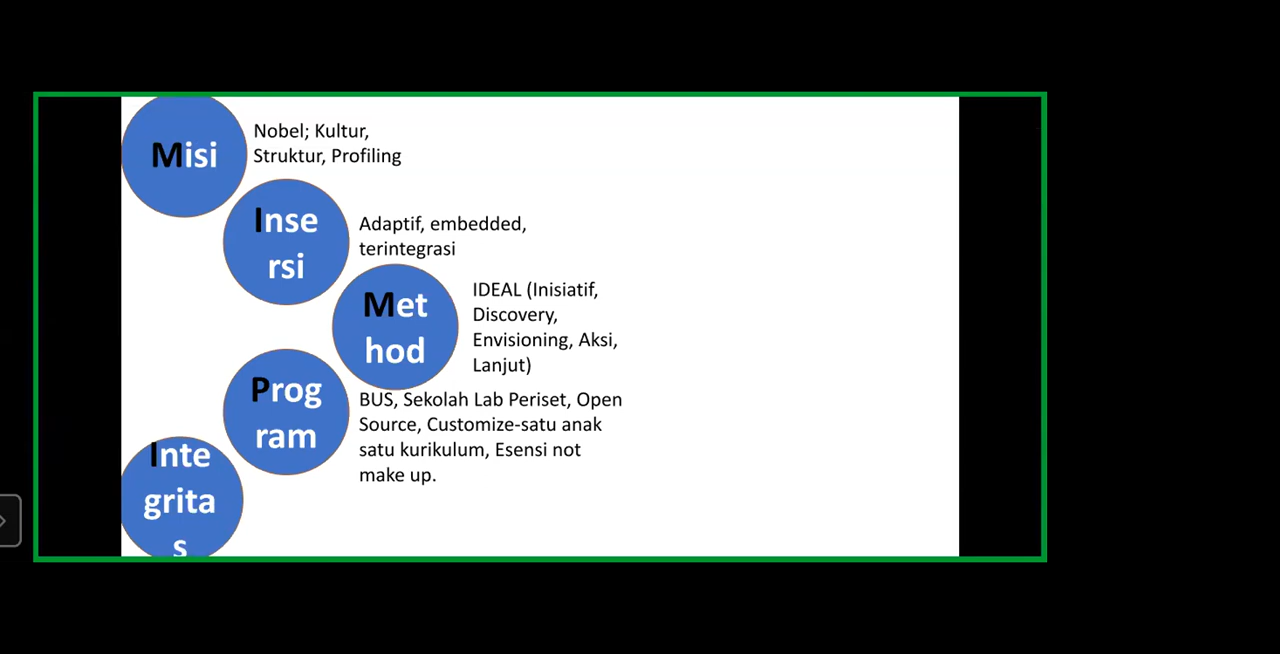 Misi
Nobel; Kultur,
Struktur, Profiling
Inse
rsi
Adaptif, embedded,
terintegrasi
Met
hod
IDEAL (Inisiatif,
Discovery,
Envisioning, Aksi,
Lanjut)
Prog
ram
BUS, Sekolah Lab Periset, Open
Source, Customize-satu anak
satu kurikulum, Esensi not
make up.
Inte
grita
s